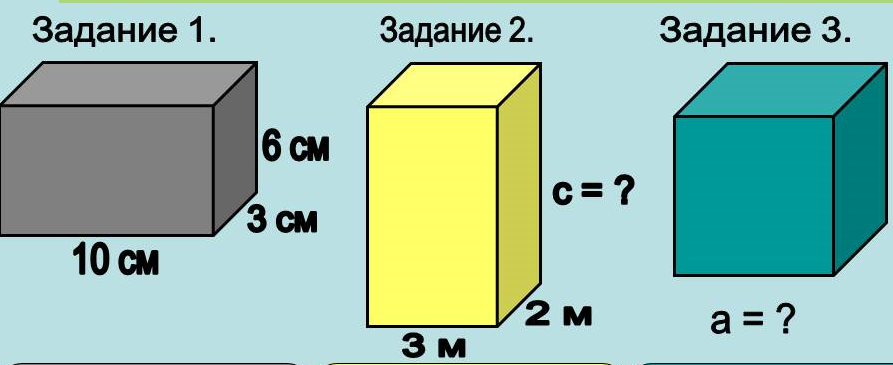 Задание 1.
Задание 2.
Задание 3.
6 см
3 см
10 см
с = ?
2 м
3 м
а = ?